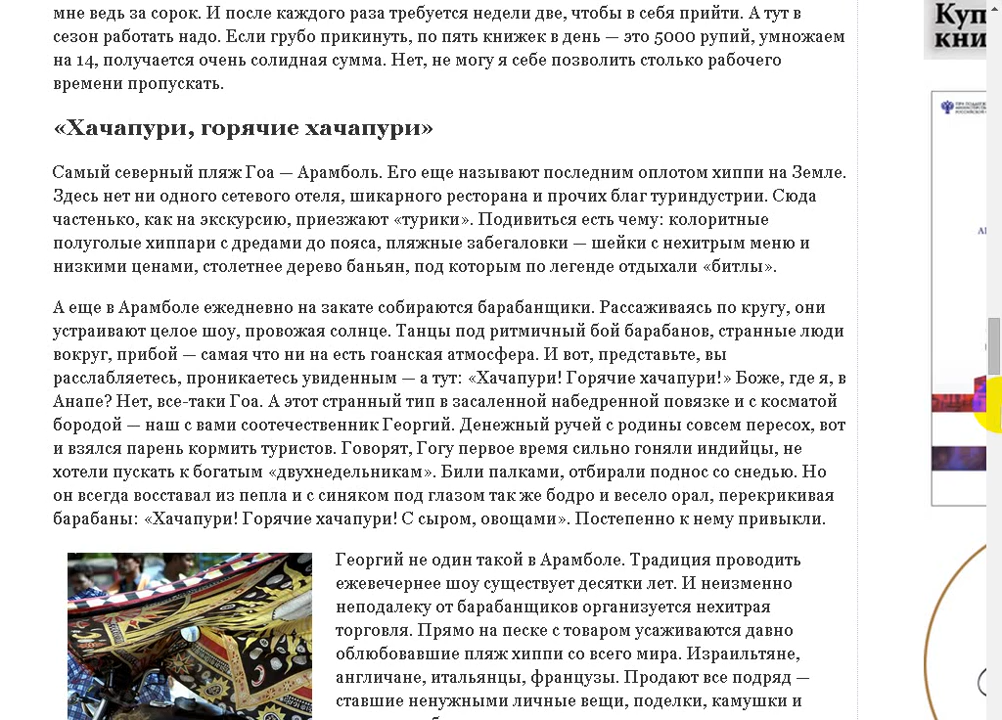 мне ведь за сорок. И после каждого раза требуется недели две, чтобы в себя прийти. А тут в
сезон работать надо. Если грубо прикинуть, по пять книжек в день — это 5000 рупий, умножаем
на 14, получается очень солидная сумма. Нет, не могу я себе позволить столько рабочего
времени пропускать.
«Хачапури, горячие хачапури»
Самый северный пляж Гоа — Арамболь. Его еще называют последним оплотом хиппи на Земле.
Здесь нет ни одного сетевого отеля, шикарного ресторана и прочих благ туриндустрии. Сюда
частенько, как на экскурсию, приезжают «турики». Подивиться есть чему: колоритные
полуголые хиппари с дредами до пояса, пляжные забегаловки — шейки с нехитрым меню и
низкими ценами, столетнее дерево баньян, под которым по легенде отдыхали «битлы».
А еще в Арамболе ежедневно на закате собираются барабанщики. Рассаживаясь по кругу, они
устраивают целое шоу, провожая солнце. Танцы под ритмичный бой барабанов, странные люди
вокруг, прибой — самая что ни на есть гоанская атмосфера. И вот, представьте, вы
расслабляетесь, проникаетесь увиденным — а тут: «Хачапури! Горячие хачапури!» Боже, где я, в
Анапе? Нет, все-таки Гоа. А этот странный тип в засаленной набедренной повязке и с косматой
бородой — наш с вами соотечественник Георгий. Денежный ручей с родины совсем пересох, вот
и взялся парень кормить туристов. Говорят, Гогу первое время сильно гоняли индийцы, не
хотели пускать к богатым «двухнедельникам». Били палками, отбирали поднос со снедью. Но
он всегда восставал из пепла и с синяком под глазом так же бодро и весело орал, перекрикивая
барабаны: «Хачапури! Горячие хачапури! С сыром, овощами». Постепенно к нему привыкли.
Георгий не один такой в Арамболе. Традиция проводить
ежевечернее шоу существует десятки лет. И неизменно
неподалеку от барабанщиков организуется нехитрая
торговля. Прямо на песке с товаром усаживаются давно
облюбовавшие пляж хиппи со всего мира. Израильтяне,
англичане, итальянцы, французы. Продают все подряд —
ставшие ненужными личные вещи, поделки, камушки и
Куп
кни